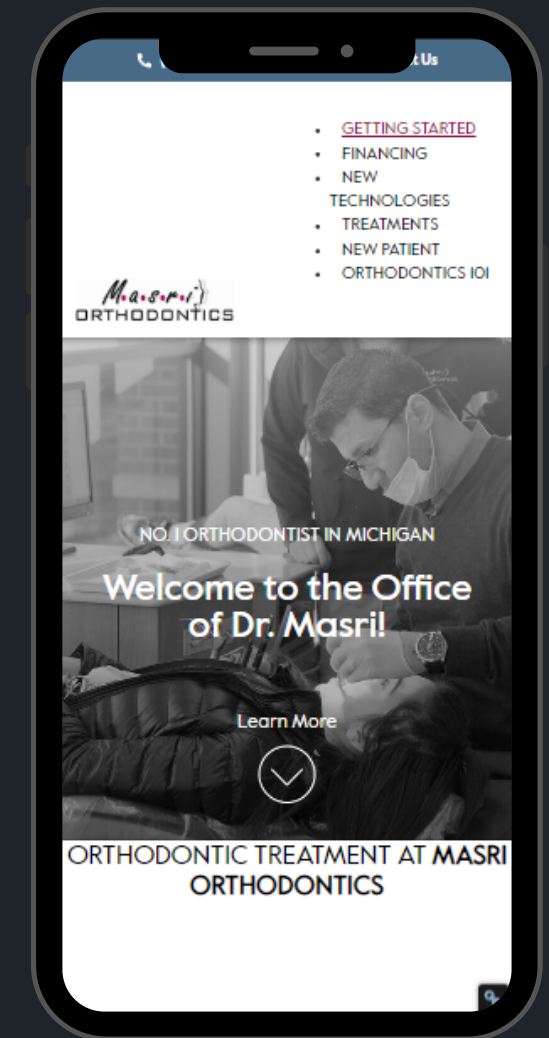 t Us
GETTING STARTED
FINANCING
NEW
TECHNOLOGIES
TREATMENTS
NEW PATIENT
ORTHODONTICS 101
M•a•s•r•i
ORTHODONTICS
NO. 1 ORTHODONTIST IN MICHIGAN
Welcome to the Office
of Dr. Masri!
Learn More
ORTHODONTIC TREATMENT AT MASRI
ORTHODONTICS